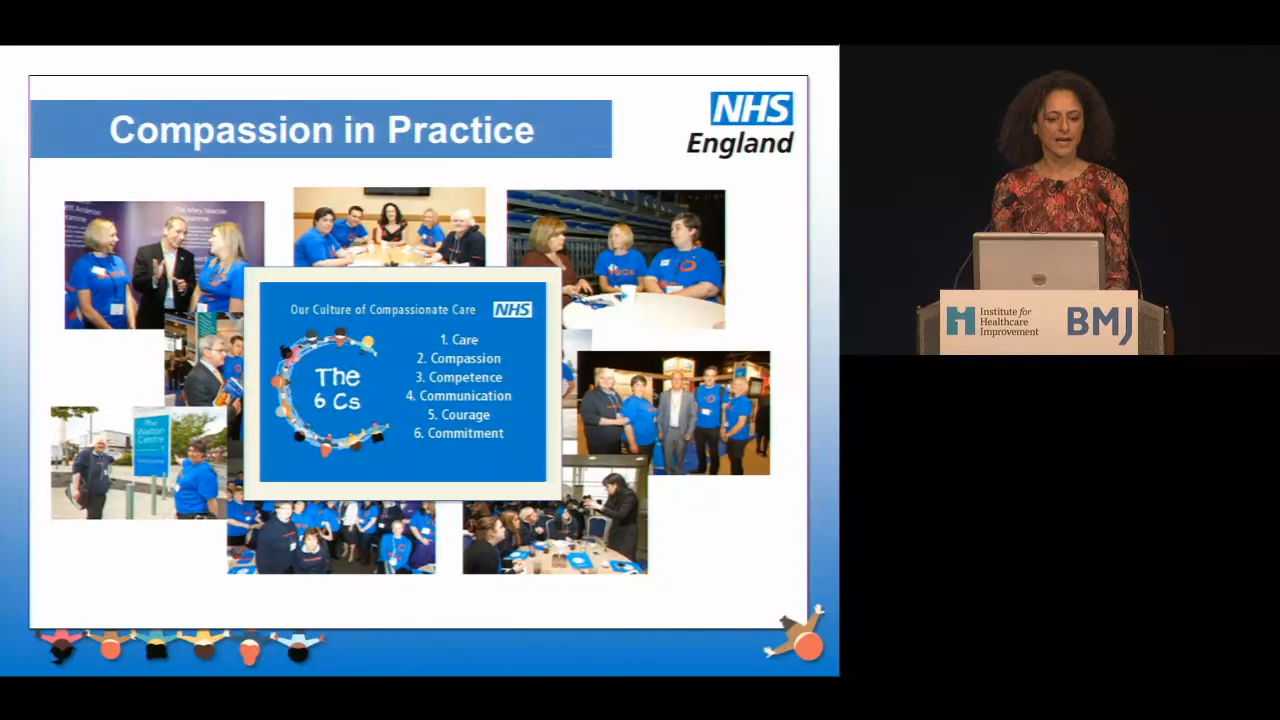 Compassion in Practice
NHS
England
The
Walton
Centre
Our Culture of Compassionate Care
NHS
The
6 Cs
1. Care
2. Compassion
3. Competence
4. Communication
5. Courage
6. Commitment
Institute for
Healthcare
Improvement
BMJ